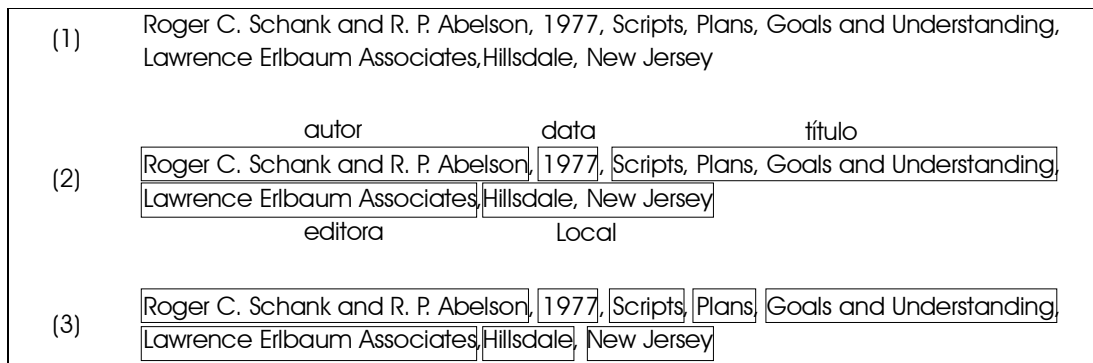 (1) Roger C. Schank and R. P. Abelson, 1977, Scripts, Plans, Goals and Understanding,
Lawrence Erlbaum Associates,Hillsdale, New Jersey
autor data título
(2) Roger C. Schank and R. P. Abelson, 1977, Scripts, Plans, Goals and Understanding,
Lawrence Erlbaum Associates,Hillsdale, New Jersey
editora Local
(3) Roger C. Schank and R. P. Abelson, 1977, Scripts, Plans, Goals and Understanding,
Lawrence Erlbaum Associates,Hillsdale, New Jersey